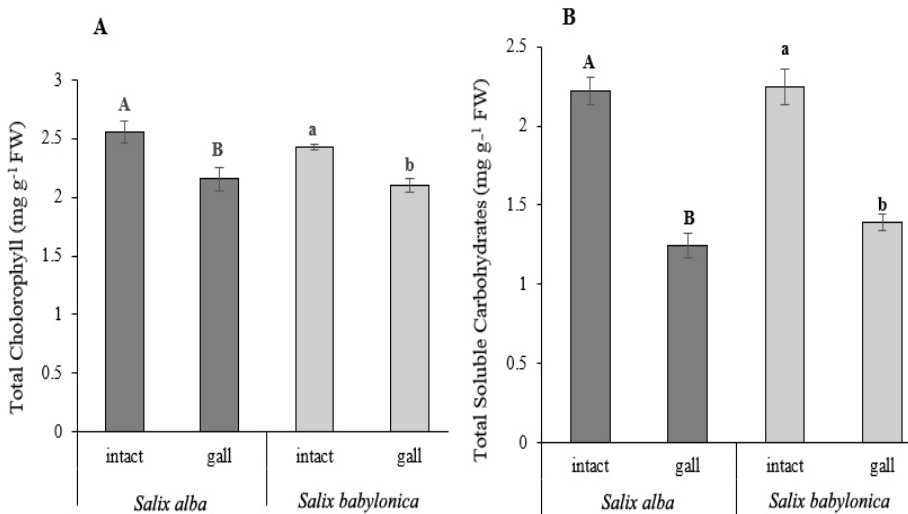 A
Total Cholorophyll (mg g-1 FW)
3
2.5
2
1.5
1
0.5
0
A
B
a
b
intact
gall
intact
gall
Salix alba
Salix babylonica
B
Total Soluble Carbohydrates (mg g-1 FW)
2.5
2
1.5
1
0.5
0
A
B
a
b
intact
gall
intact
gall
Salix alba
Salix babylonica